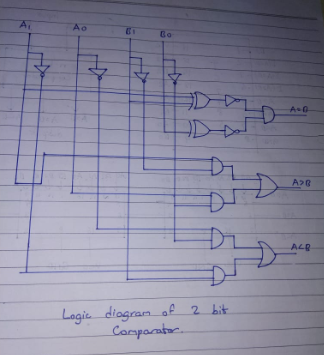 A1 A0 B1 B0
A=B
A>B
A<B
Logic diagram of 2 bit
Comparator.